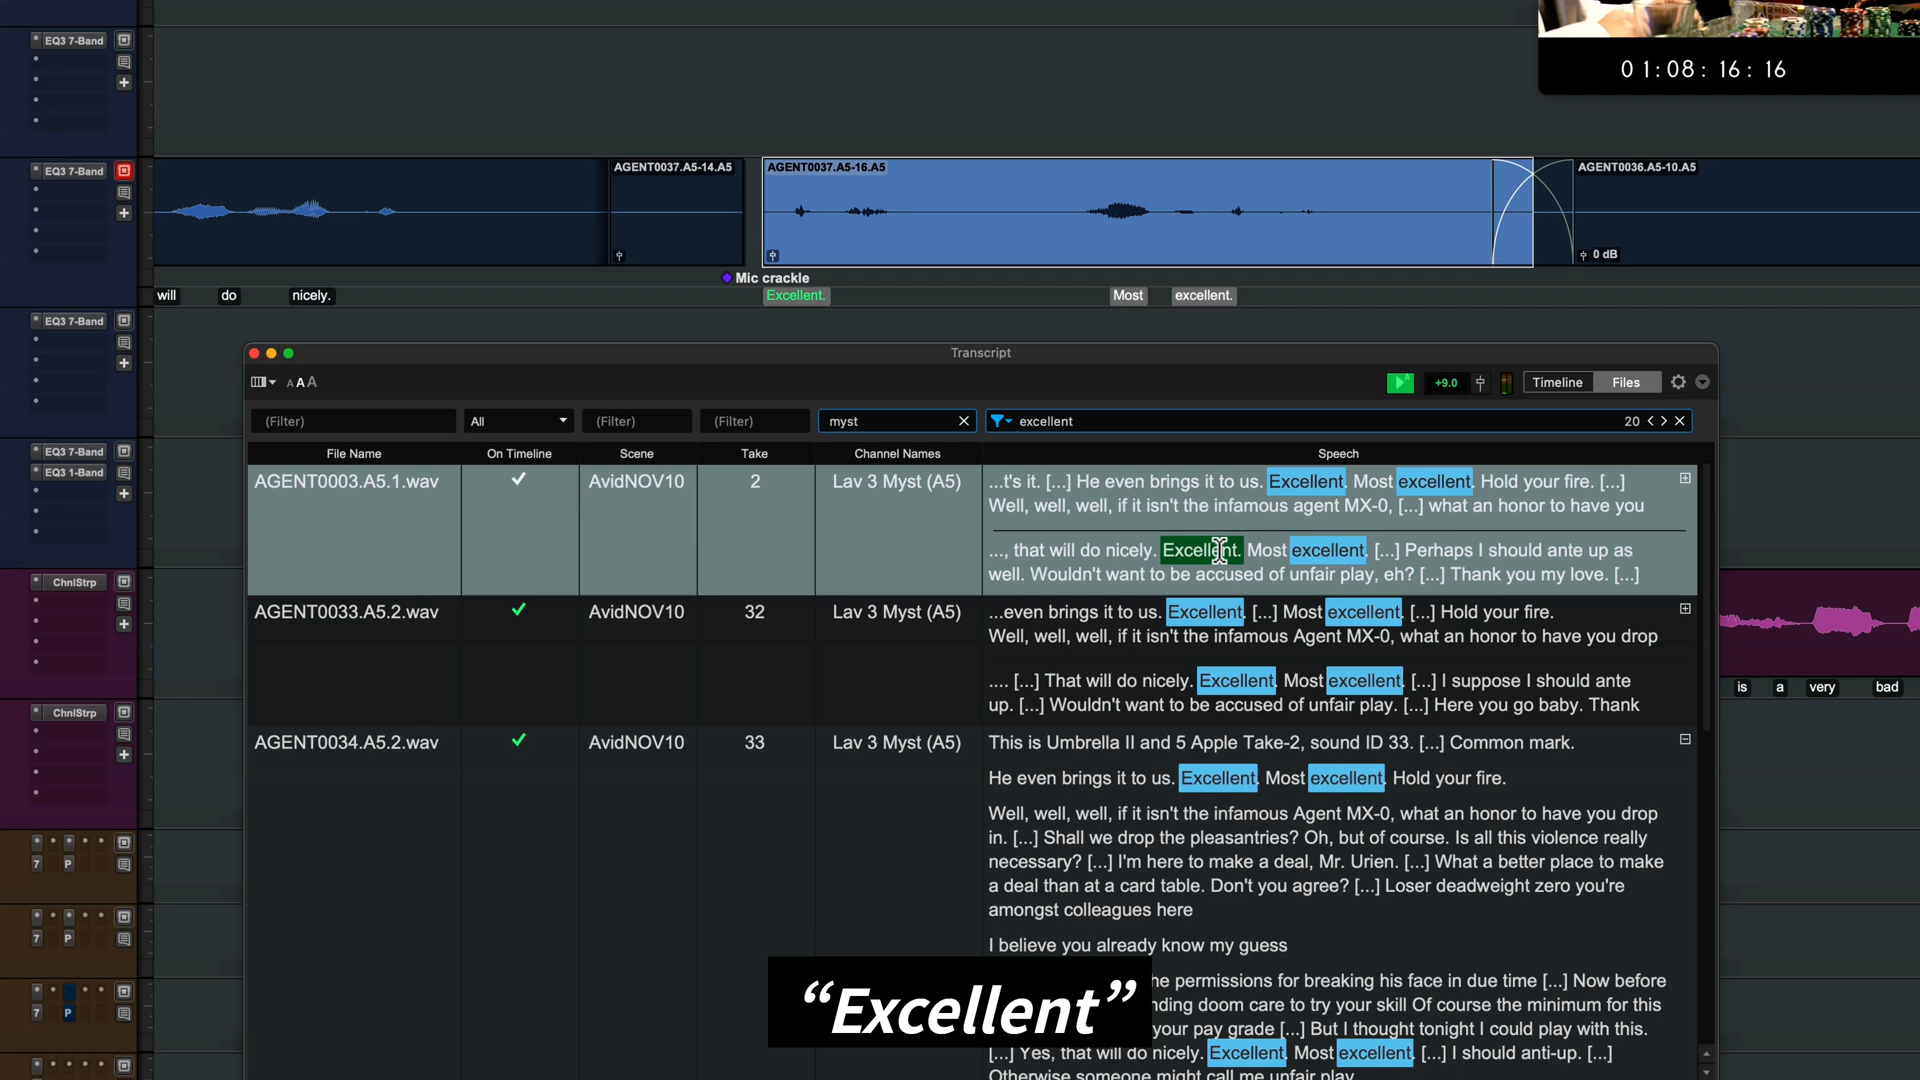 EQ3 7-Band
01:08:16:16
EQ3 7-Band
AGENT0037.A5-14.A5
AGENT0037.A5-16.A5
AGENT0036.A5-10.A5
0 dB
Mic crackle
will do nicely. Excellent. Most excellent.
EQ3 7-Band
Transcript
A A A
+9.0
Timeline Files
(Filter) All (Filter) (Filter) myst excellent 20
EQ3 7-Band
EQ3 1-Band
File Name On Timeline Scene Take Channel Names Speech
AGENT0003.A5.1.wav AvidNOV10 2 Lav 3 Myst (A5) ...t's it. [...] He even brings it to us. Excellent. Most excellent. Hold your fire. [...]
Well, well, well, if it isn't the infamous agent MX-0, [...] what an honor to have you
..., that will do nicely. Excellent. Most excellent. [...] Perhaps I should ante up as
well. Wouldn't want to be accused of unfair play, eh? [...] Thank you my love. [...]
ChnlStrp
AGENT0033.A5.2.wav AvidNOV10 32 Lav 3 Myst (A5) ...even brings it to us. Excellent. [...] Most excellent. [...] Hold your fire.
Well, well, well, if it isn't the infamous Agent MX-0, what an honor to have you drop
.... [...] That will do nicely. Excellent. Most excellent. [...] I suppose I should ante
up. [...] Wouldn't want to be accused of unfair play. [...] Here you go baby. Thank
is a very bad
ChnlStrp
AGENT0034.A5.2.wav AvidNOV10 33 Lav 3 Myst (A5) This is Umbrella II and 5 Apple Take-2, sound ID 33. [...] Common mark.
He even brings it to us. Excellent. Most excellent. Hold your fire.
Well, well, well, if it isn't the infamous Agent MX-0, what an honor to have you drop
in. [...] Shall we drop the pleasantries? Oh, but of course. Is all this violence really
necessary? [...] I'm here to make a deal, Mr. Urien. [...] What a better place to make
a deal than at a card table. Don't you agree? [...] Loser deadweight zero you're
amongst colleagues here
I believe you already know my guess
he permissions for breaking his face in due time [...] Now before
nding doom care to try your skill Of course the minimum for this
your pay grade [...] But I thought tonight I could play with this.
[...] Yes, that will do nicely. Excellent. Most excellent. [...] I should anti-up. [...]
Otherwise someone might call me unfair play
7 P
7 P
7 P
“Excellent”